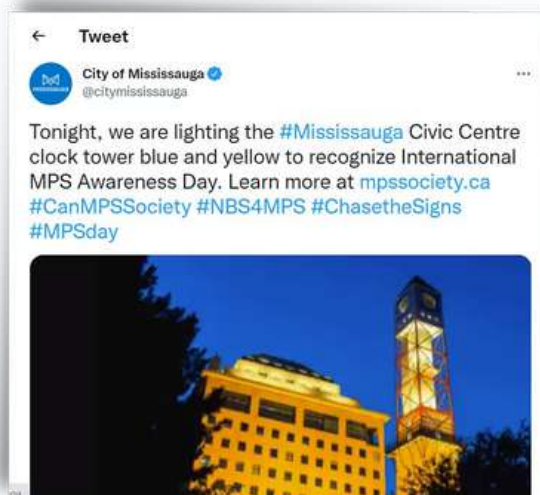 ← Tweet
City of Mississauga
@citymississauga
Tonight, we are lighting the #Mississauga Civic Centre
clock tower blue and yellow to recognize International
MPS Awareness Day. Learn more at mpssociety.ca
#CanMPSSociety #NBS4MPS #ChasetheSigns
#MPSday